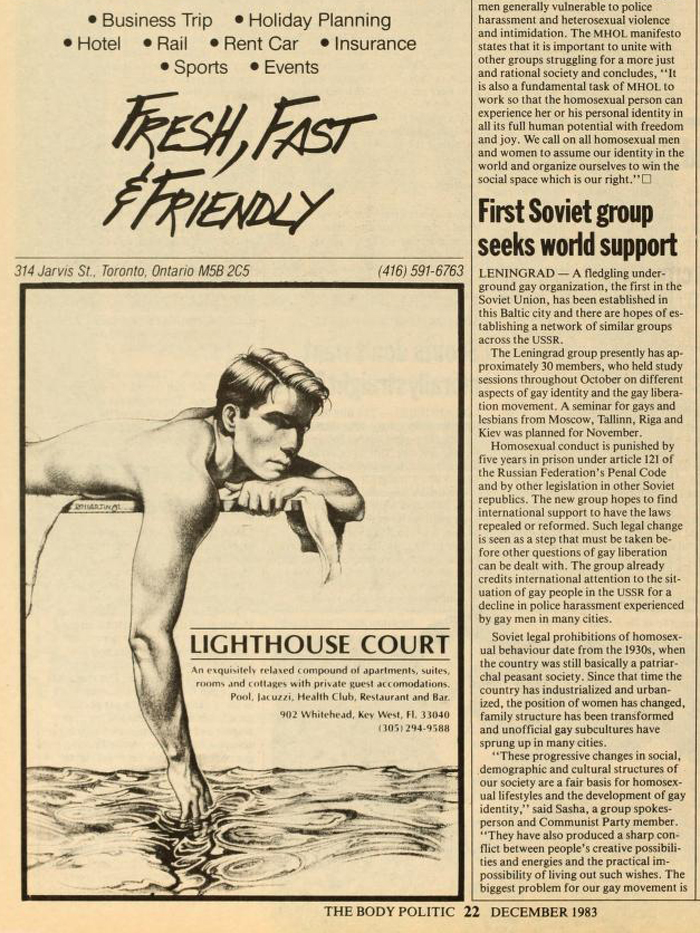 • Business Trip • Holiday Planning
• Hotel • Rail • Rent Car • Insurance
• Sports • Events
FRESH, FAST
& FRIENDLY
314 Jarvis St., Toronto, Ontario M5B 2C5 (416) 591-6763
LIGHTHOUSE COURT
An exquisitely relaxed compound of apartments, suites,
rooms and cottages with private guest accomodations.
Pool, Jacuzzi, Health Club, Restaurant and Bar.
902 Whitehead, Key West, Fl. 33040
(305) 294-9588
men generally vulnerable to police
harassment and heterosexual violence
and intimidation. The MHOL manifesto
states that it is important to unite with
other groups struggling for a more just
and rational society and concludes, “It
is also a fundamental task of MHOL to
work so that the homosexual person can
experience her or his personal identity in
all its full human potential with freedom
and joy. We call on all homosexual men
and women to assume our identity in the
world and organize ourselves to win the
social space which is our right.”□
First Soviet group
seeks world support
LENINGRAD — A fledgling under-
ground gay organization, the first in the
Soviet Union, has been established in
this Baltic city and there are hopes of es-
tablishing a network of similar groups
across the USSR.
The Leningrad group presently has ap-
proximately 30 members, who held study
sessions throughout October on different
aspects of gay identity and the gay libera-
tion movement. A seminar for gays and
lesbians from Moscow, Tallinn, Riga and
Kiev was planned for November.
Homosexual conduct is punished by
five years in prison under article 121 of
the Russian Federation’s Penal Code
and by other legislation in other Soviet
republics. The new group hopes to find
international support to have the laws
repealed or reformed. Such legal change
is seen as a step that must be taken be-
fore other questions of gay liberation
can be dealt with. The group already
credits international attention to the sit-
uation of gay people in the USSR for a
decline in police harassment experienced
by gay men in many cities.
Soviet legal prohibitions of homosex-
ual behaviour date from the 1930s, when
the country was still basically a patriar-
chal peasant society. Since that time the
country has industrialized and urban-
ized, the position of women has changed,
family structure has been transformed
and unofficial gay subcultures have
sprung up in many cities.
“These progressive changes in social,
demographic and cultural structures of
our society are a fair basis for homosex-
ual lifestyles and the development of gay
identity,” said Sasha, a group spokes-
person and Communist Party member.
“They have also produced a sharp con-
flict between people’s creative possibili-
ties and energies and the practical im-
possibility of living out such wishes. The
biggest problem for our gay movement is
THE BODY POLITIC 22 DECEMBER 1983